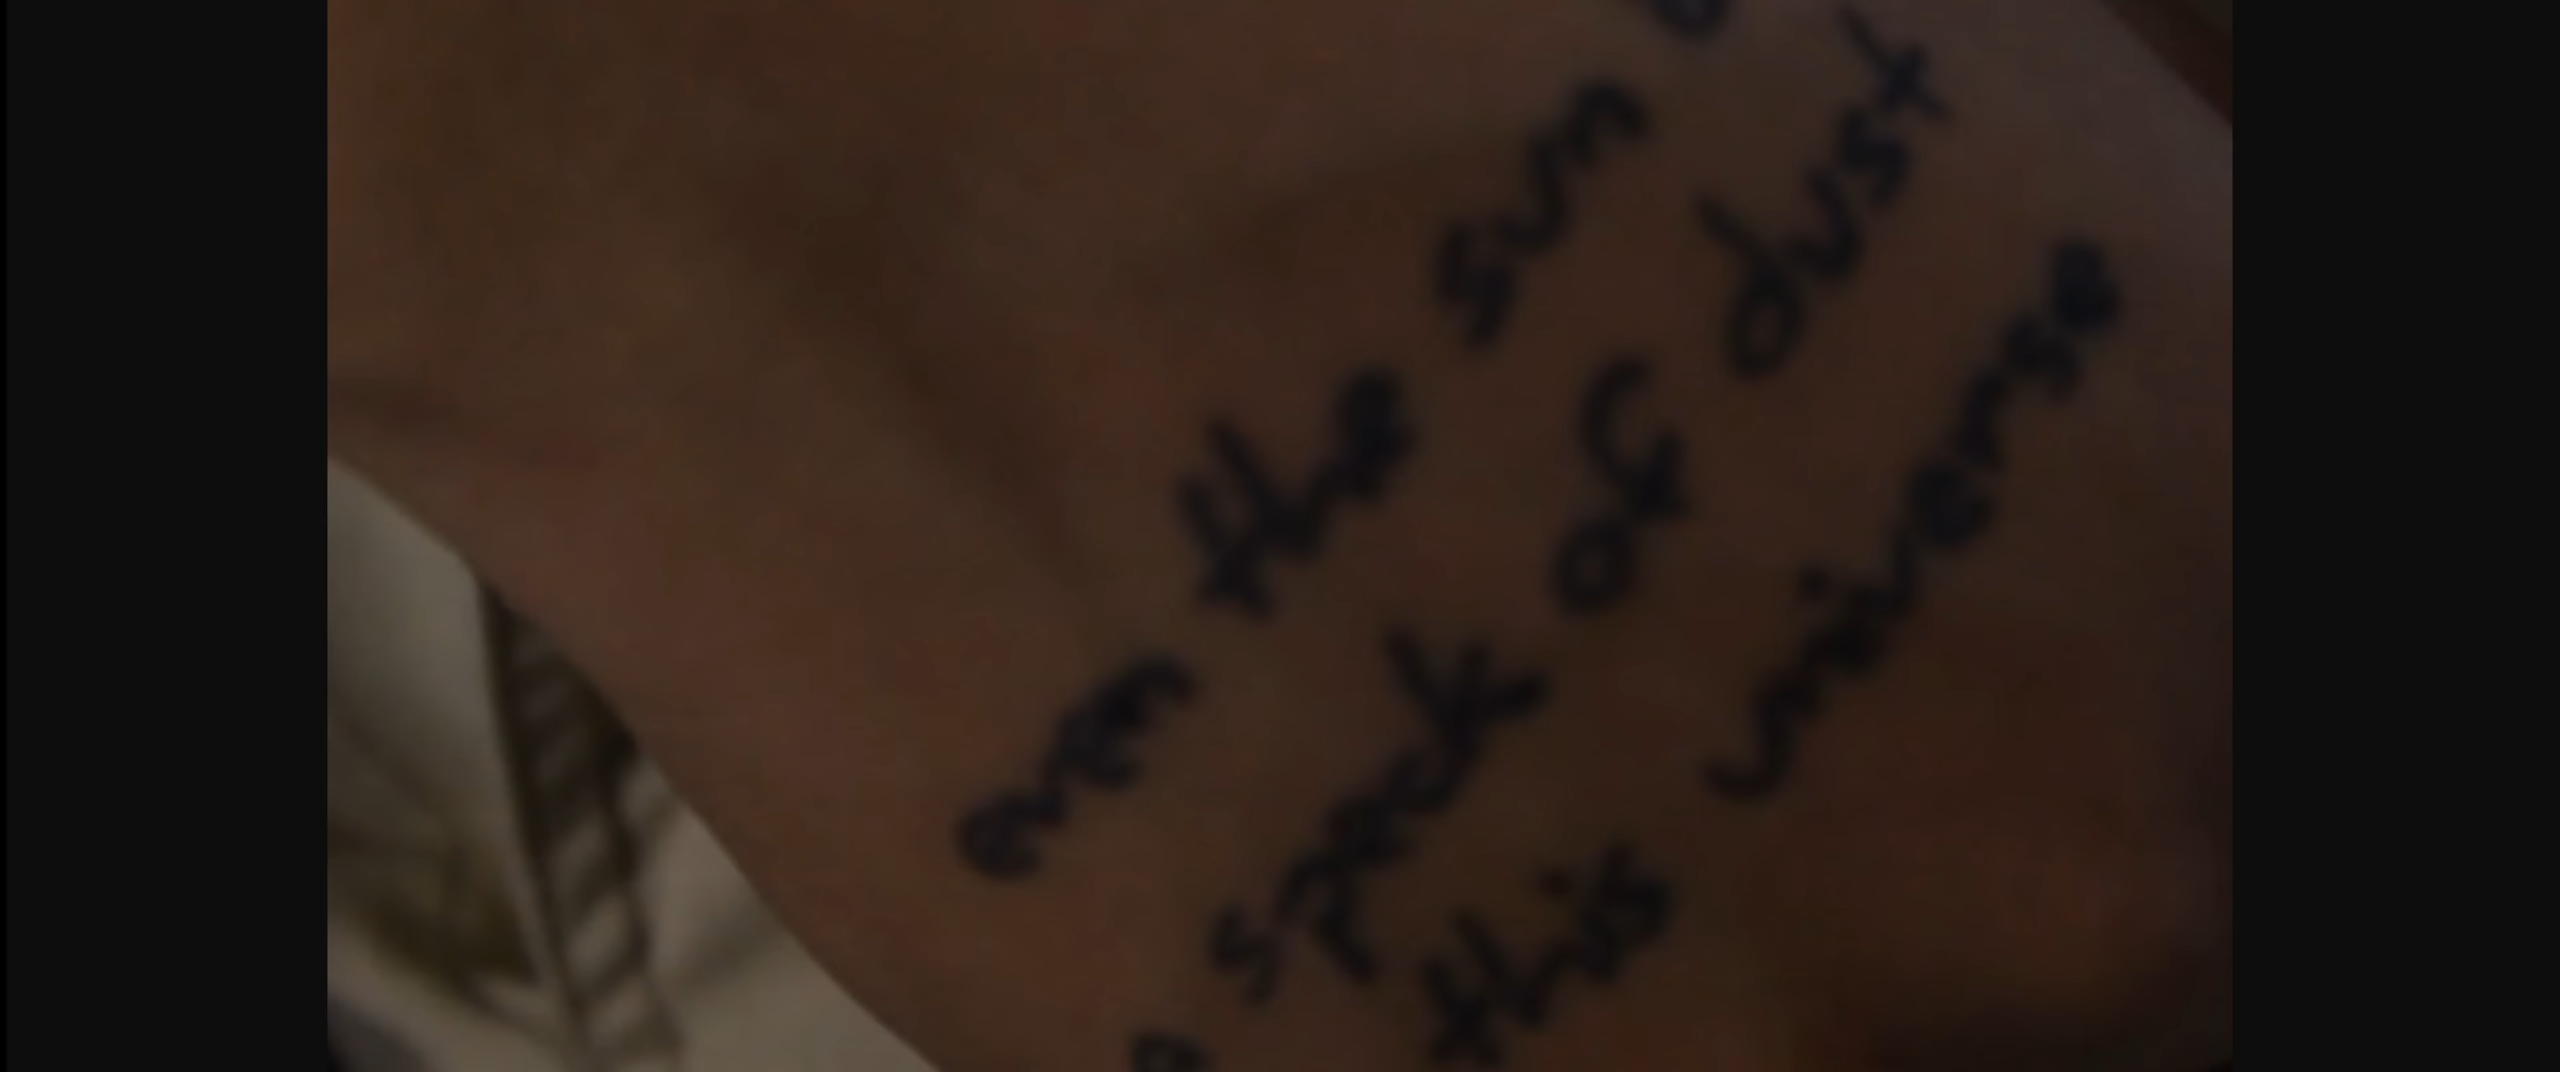 even the sun
speck of dust
this universe